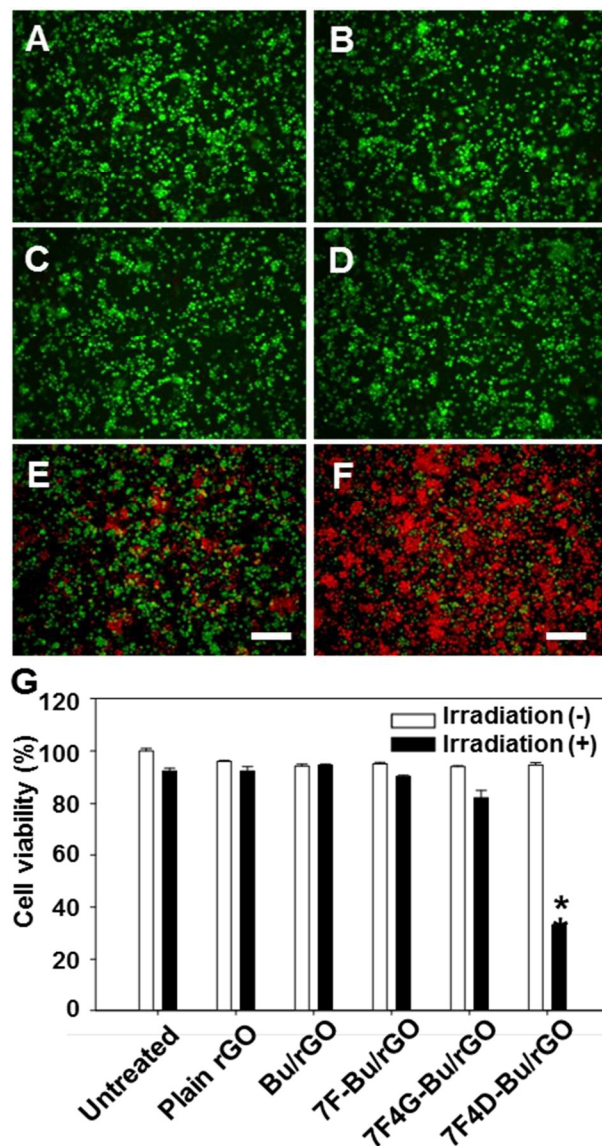 A
B
C
D
E
F
G
120
100
80
60
40
20
0
Cell viability (%)
Irradiation (-)
Irradiation (+)
*
Untreated
Plain rGO
Bu/rGO
7F-Bu/rGO
7F4G-Bu/rGO
7F4D-Bu/rGO